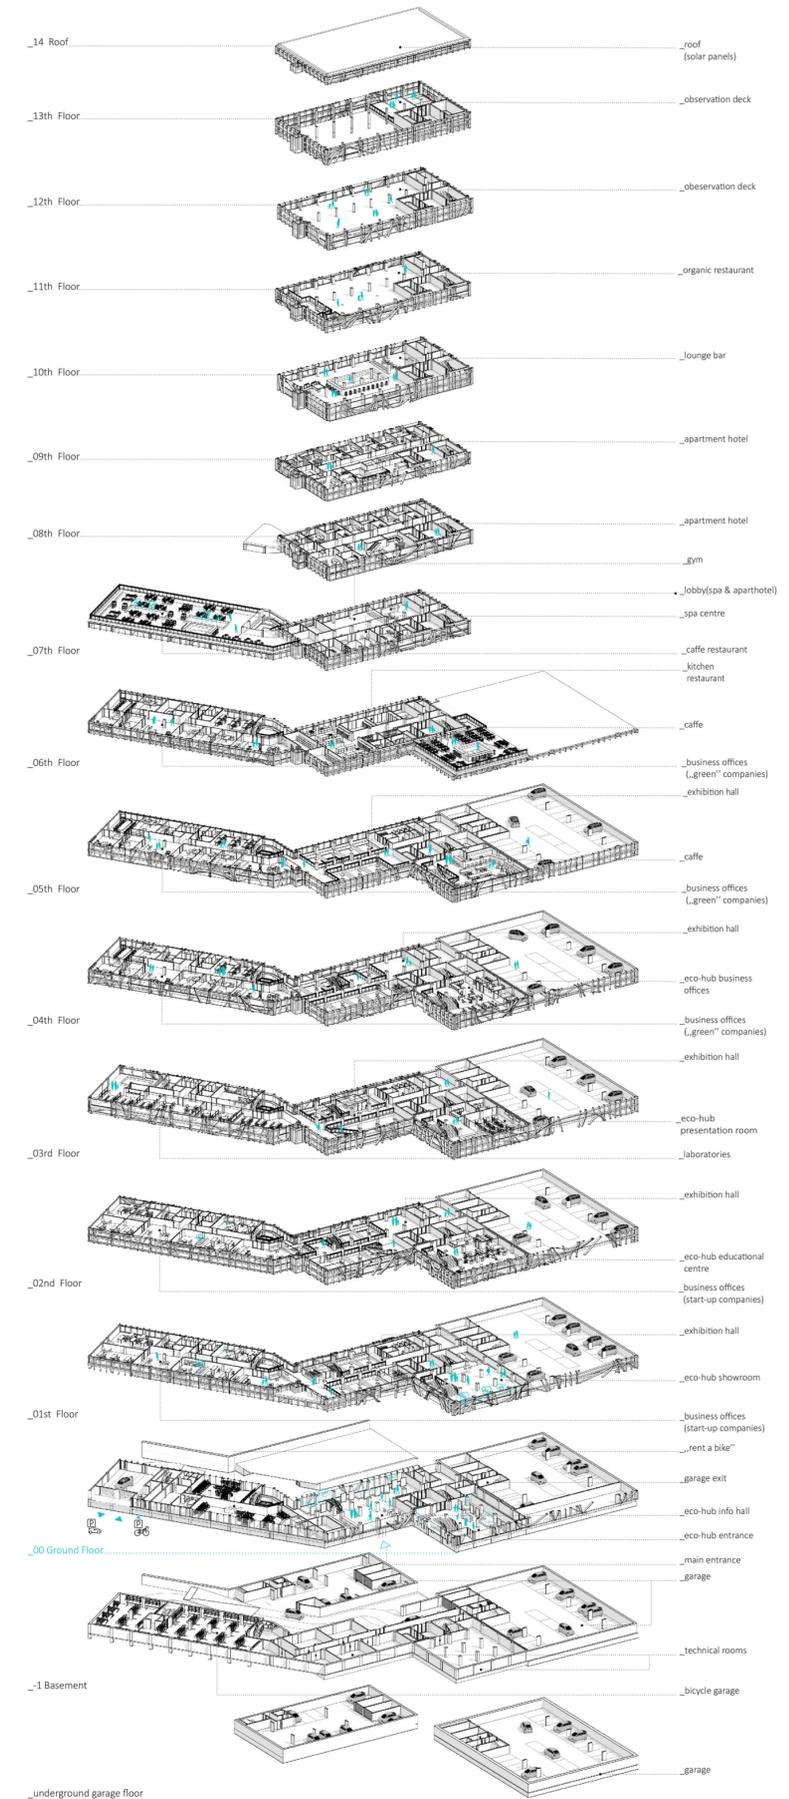 _14 Roof
_roof
(solar panels)
_observation deck
_13th Floor
_obeservation deck
_12th Floor
_organic restaurant
_11th Floor
_lounge bar
_10th Floor
_apartment hotel
_09th Floor
_apartment hotel
_08th Floor
_gym
_lobby(spa & aparthotel)
_spa centre
_07th Floor
_caffe restaurant
_kitchen
restaurant
_caffe
_06th Floor
_business offices
(,,green'' companies)
_exhibition hall
_caffe
_05th Floor
_business offices
(,,green'' companies)
_exhibition hall
_eco-hub business
offices
_04th Floor
_business offices
(,,green'' companies)
_exhibition hall
_eco-hub
presentation room
_03rd Floor
_laboratories
_exhibition hall
_eco-hub educational
centre
_02nd Floor
_business offices
(start-up companies)
_exhibition hall
_eco-hub showroom
_01st Floor
_business offices
(start-up companies)
_,,rent a bike''
_garage exit
_eco-hub info hall
P
P
_eco-hub entrance
_00 Ground Floor
_main entrance
_garage
_technical rooms
_-1 Basement
_bicycle garage
_garage
_underground garage floor